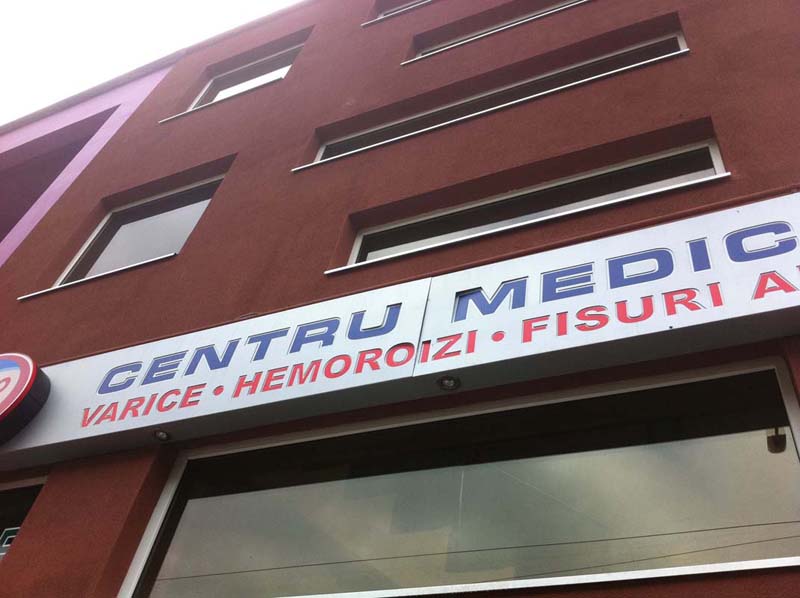 CENTRU MEDIC
VARICE • HEMOROIZI • FISURI A